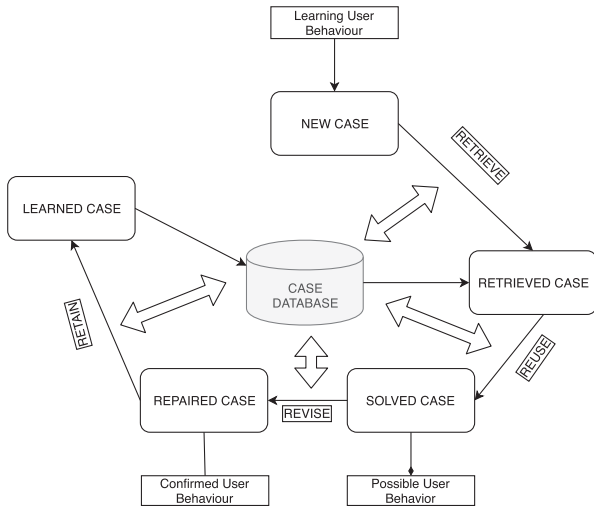 Learning User
Behaviour
NEW CASE
RETRIEVE
LEARNED CASE
CASE
DATABASE
RETRIEVED CASE
RETAIN
REUSE
REPAIRED CASE
REVISE
SOLVED CASE
Confirmed User
Behaviour
Possible User
Behavior